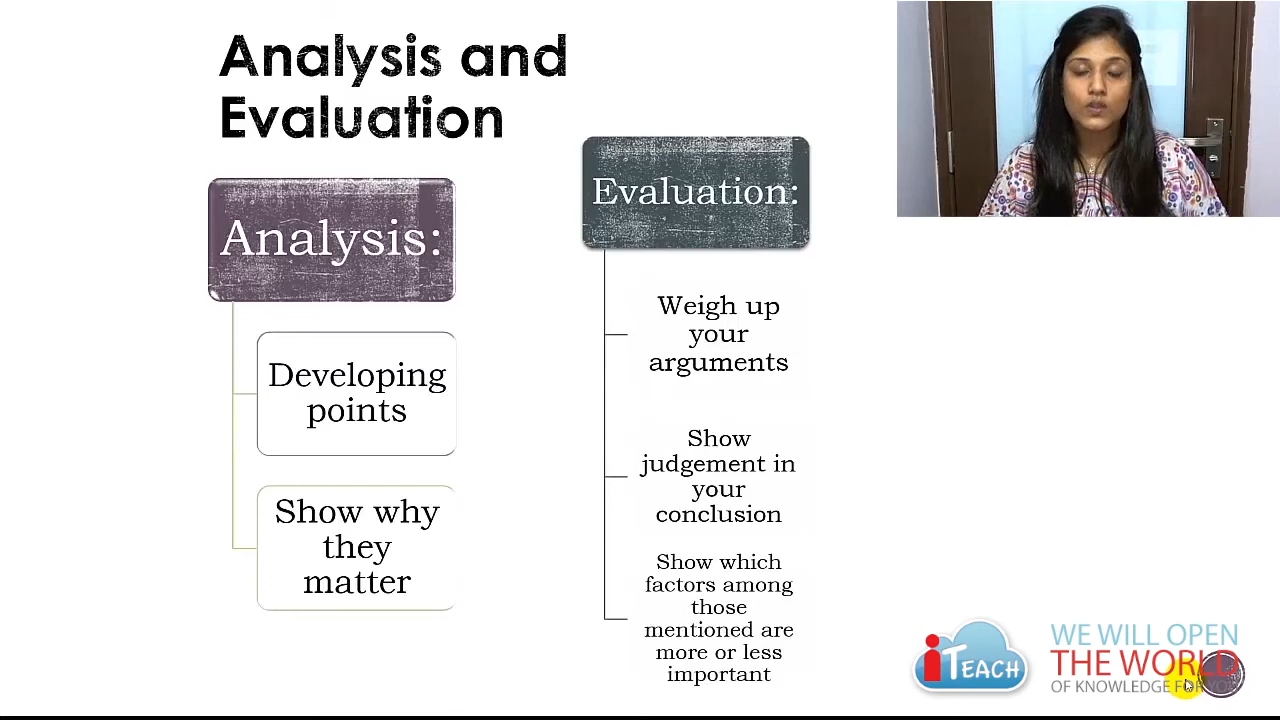 Analysis and
Evaluation
Analysis:
Developing
points
Show why
they
matter
Evaluation:
Weigh up
your
arguments
Show
judgement in
your
conclusion
Show which
factors among
those
mentioned are
more or less
important
iTEACH
WE WILL OPEN
THE WORLD
OF KNOWLEDGE FOR YOU